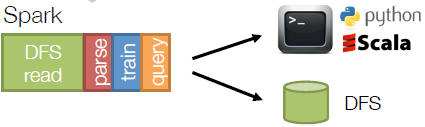 Spark
DFS
read
parse
train
query
>_
python
Scala
DFS